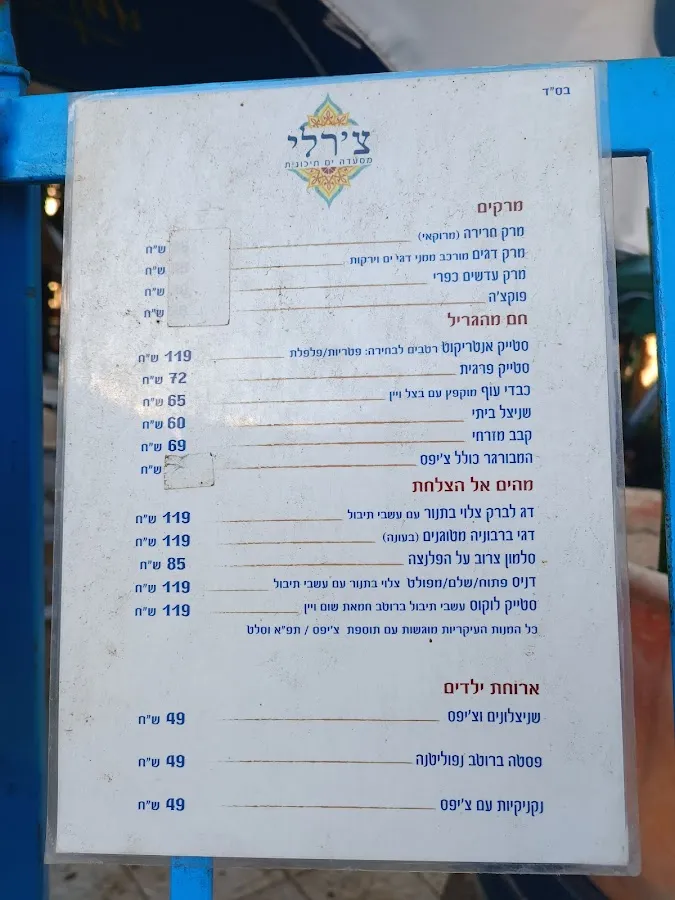 בס"ד
צ'רלי
מסעדה ים תיכונית
מרקים
מרק חרירה (מרוקאי) ש"ח
מרק דגים מורכב ממני דגי ים וירקות ש"ח
מרק עדשים כפרי ש"ח
פוקצ'ה ש"ח
חם מהגריל
סטייק אנטריקוט רטבים לבחירה: פטריות/פלפלת 119 ש"ח
סטייק פרגית 72 ש"ח
כבדי עוף מוקפץ עם בצל ויין 65 ש"ח
שניצל ביתי 60 ש"ח
קבב מזרחי 69 ש"ח
המבורגר כולל צ'יפס ש"ח
מהים אל הצלחת
דג לברק צלוי בתנור עם עשבי תיבול 119 ש"ח
דגי ברבוניה מטוגנים (בעונה) 119 ש"ח
סלמון צרוב על הפלנצה 85 ש"ח
דניס פתוח/שלם/מפולט צלוי בתנור עם עשבי תיבול 119 ש"ח
סטייק לוקוס עשבי תיבול ברוטב חמאת שום ויין 119 ש"ח
כל המנות העיקריות מוגשות עם תוספת צ'יפס / תפ"א וסלט
ארוחת ילדים
שניצלונים וצ'יפס 49 ש"ח
פסטה ברוטב נפוליטנה 49 ש"ח
נקניקיות עם צ'יפס 49 ש"ח